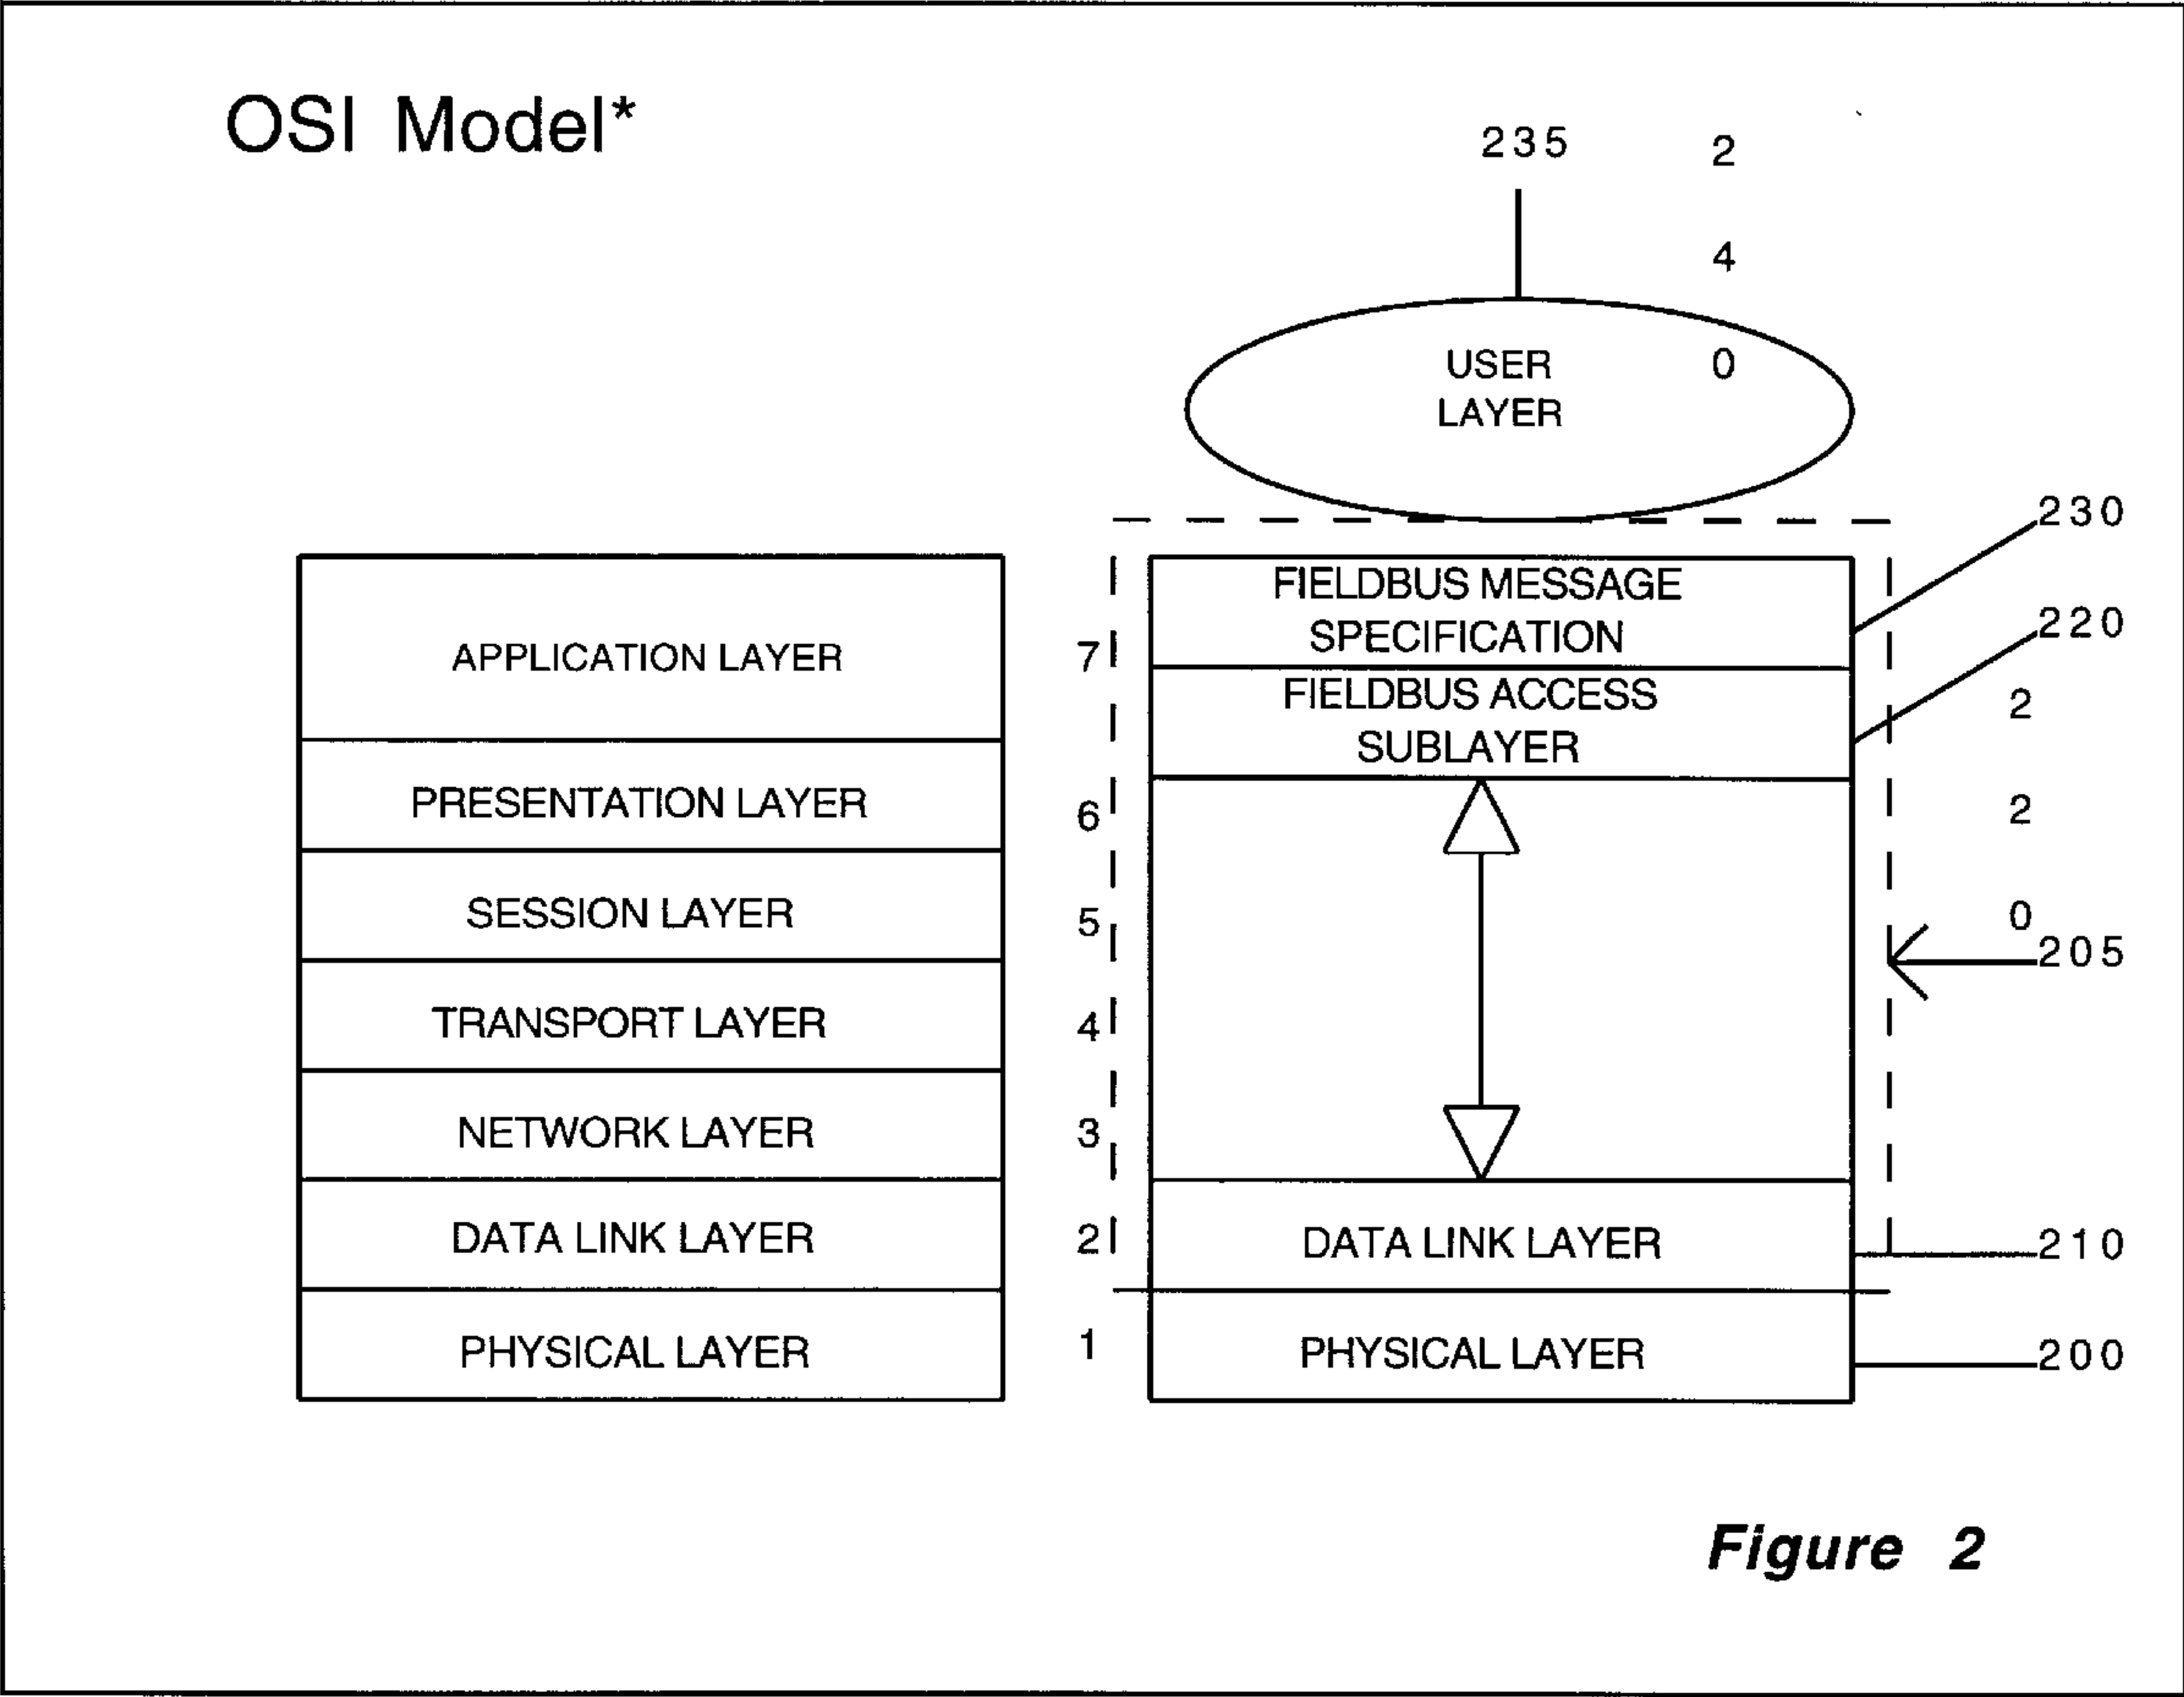 OSI Model*
235
2
4
0
USER
LAYER
230
220
2
2
0
205
210
200
APPLICATION LAYER
PRESENTATION LAYER
SESSION LAYER
TRANSPORT LAYER
NETWORK LAYER
DATA LINK LAYER
PHYSICAL LAYER
7
6
5
4
3
2
1
FIELDBUS MESSAGE
SPECIFICATION
FIELDBUS ACCESS
SUBLAYER
DATA LINK LAYER
PHYSICAL LAYER
Figure 2